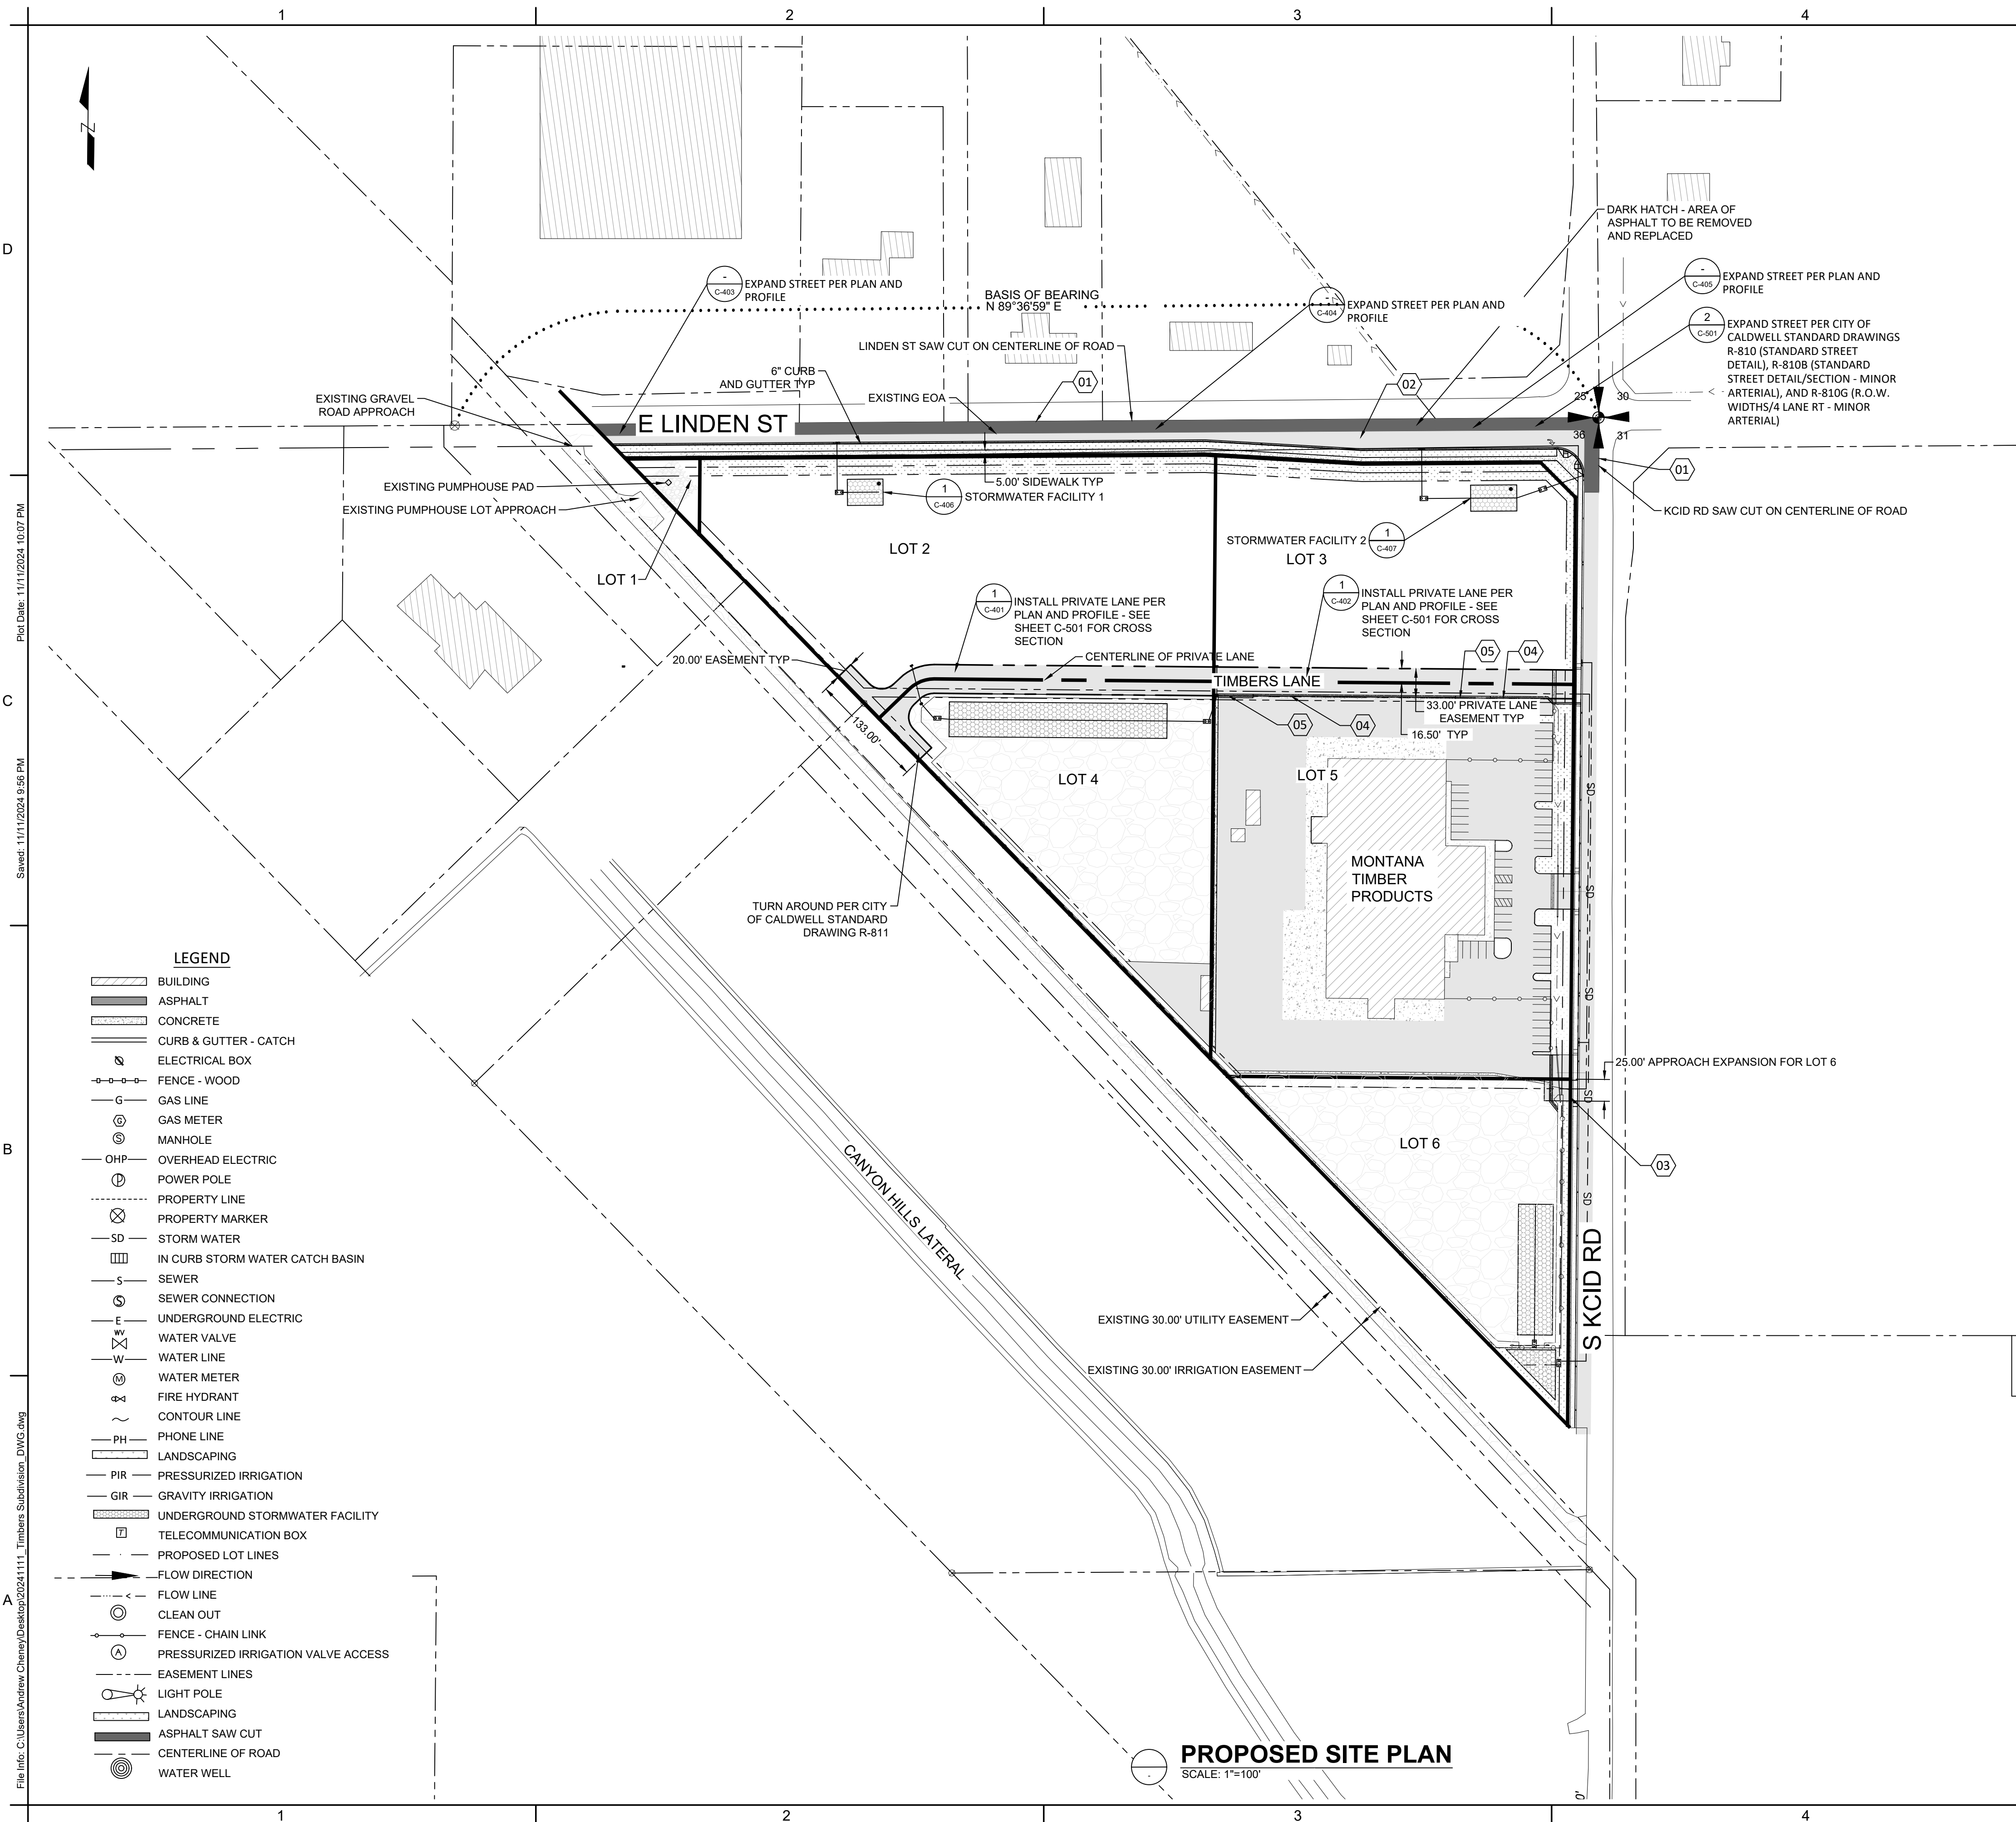 1
2
3
4
D
C
B
A
Z
DARK HATCH - AREA OF
ASPHALT TO BE REMOVED
AND REPLACED
-
C-403
EXPAND STREET PER PLAN AND
PROFILE
BASIS OF BEARING
N 89°36'59" E
-
C-404
EXPAND STREET PER PLAN AND
PROFILE
-
C-405
EXPAND STREET PER PLAN AND
PROFILE
2
C-501
EXPAND STREET PER CITY OF
CALDWELL STANDARD DRAWINGS
R-810 (STANDARD STREET
DETAIL), R-810B (STANDARD
STREET DETAIL/SECTION - MINOR
ARTERIAL), AND R-810G (R.O.W.
WIDTHS/4 LANE RT - MINOR
ARTERIAL)
LINDEN ST SAW CUT ON CENTERLINE OF ROAD
6" CURB
AND GUTTER TYP
01
02
EXISTING EOA
EXISTING GRAVEL
ROAD APPROACH
E LINDEN ST
25
30
36
31
01
EXISTING PUMPHOUSE PAD
EXISTING PUMPHOUSE LOT APPROACH
5.00' SIDEWALK TYP
1
C-406
STORMWATER FACILITY 1
KCID RD SAW CUT ON CENTERLINE OF ROAD
STORMWATER FACILITY 2
1
C-407
LOT 1
LOT 2
LOT 3
1
C-401
INSTALL PRIVATE LANE PER
PLAN AND PROFILE - SEE
SHEET C-501 FOR CROSS
SECTION
1
C-402
INSTALL PRIVATE LANE PER
PLAN AND PROFILE - SEE
SHEET C-501 FOR CROSS
SECTION
20.00' EASEMENT TYP
CENTERLINE OF PRIVATE LANE
05
04
TIMBERS LANE
33.00' PRIVATE LANE
EASEMENT TYP
05
04
16.50' TYP
133.00'
LOT 4
LOT 5
SD
MONTANA
TIMBER
PRODUCTS
SD
TURN AROUND PER CITY
OF CALDWELL STANDARD
DRAWING R-811
SD
25.00' APPROACH EXPANSION FOR LOT 6
SD
LOT 6
03
SD
CANYON HILLS LATERAL
S KCID RD
EXISTING 30.00' UTILITY EASEMENT
EXISTING 30.00' IRRIGATION EASEMENT
LEGEND
BUILDING
ASPHALT
CONCRETE
CURB & GUTTER - CATCH
ELECTRICAL BOX
FENCE - WOOD
G GAS LINE
G GAS METER
S MANHOLE
OHP OVERHEAD ELECTRIC
P POWER POLE
PROPERTY LINE
PROPERTY MARKER
SD STORM WATER
IN CURB STORM WATER CATCH BASIN
S SEWER
S SEWER CONNECTION
E UNDERGROUND ELECTRIC
WV WATER VALVE
W WATER LINE
M WATER METER
FIRE HYDRANT
CONTOUR LINE
PH PHONE LINE
LANDSCAPING
PIR PRESSURIZED IRRIGATION
GIR GRAVITY IRRIGATION
UNDERGROUND STORMWATER FACILITY
T TELECOMMUNICATION BOX
PROPOSED LOT LINES
FLOW DIRECTION
FLOW LINE
CLEAN OUT
FENCE - CHAIN LINK
A PRESSURIZED IRRIGATION VALVE ACCESS
EASEMENT LINES
LIGHT POLE
LANDSCAPING
ASPHALT SAW CUT
CENTERLINE OF ROAD
WATER WELL
-
PROPOSED SITE PLAN
SCALE: 1"=100'
0'
Plot Date: 11/11/2024 10:07 PM
Saved: 11/11/2024 9:56 PM
File Info: C:\Users\Andrew Cheney\Desktop\20241111_Timbers Subdivision_DWG.dwg
1
2
3
4